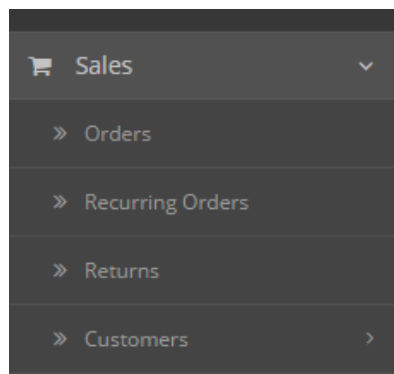 Sales
Orders
Recurring Orders
Returns
Customers